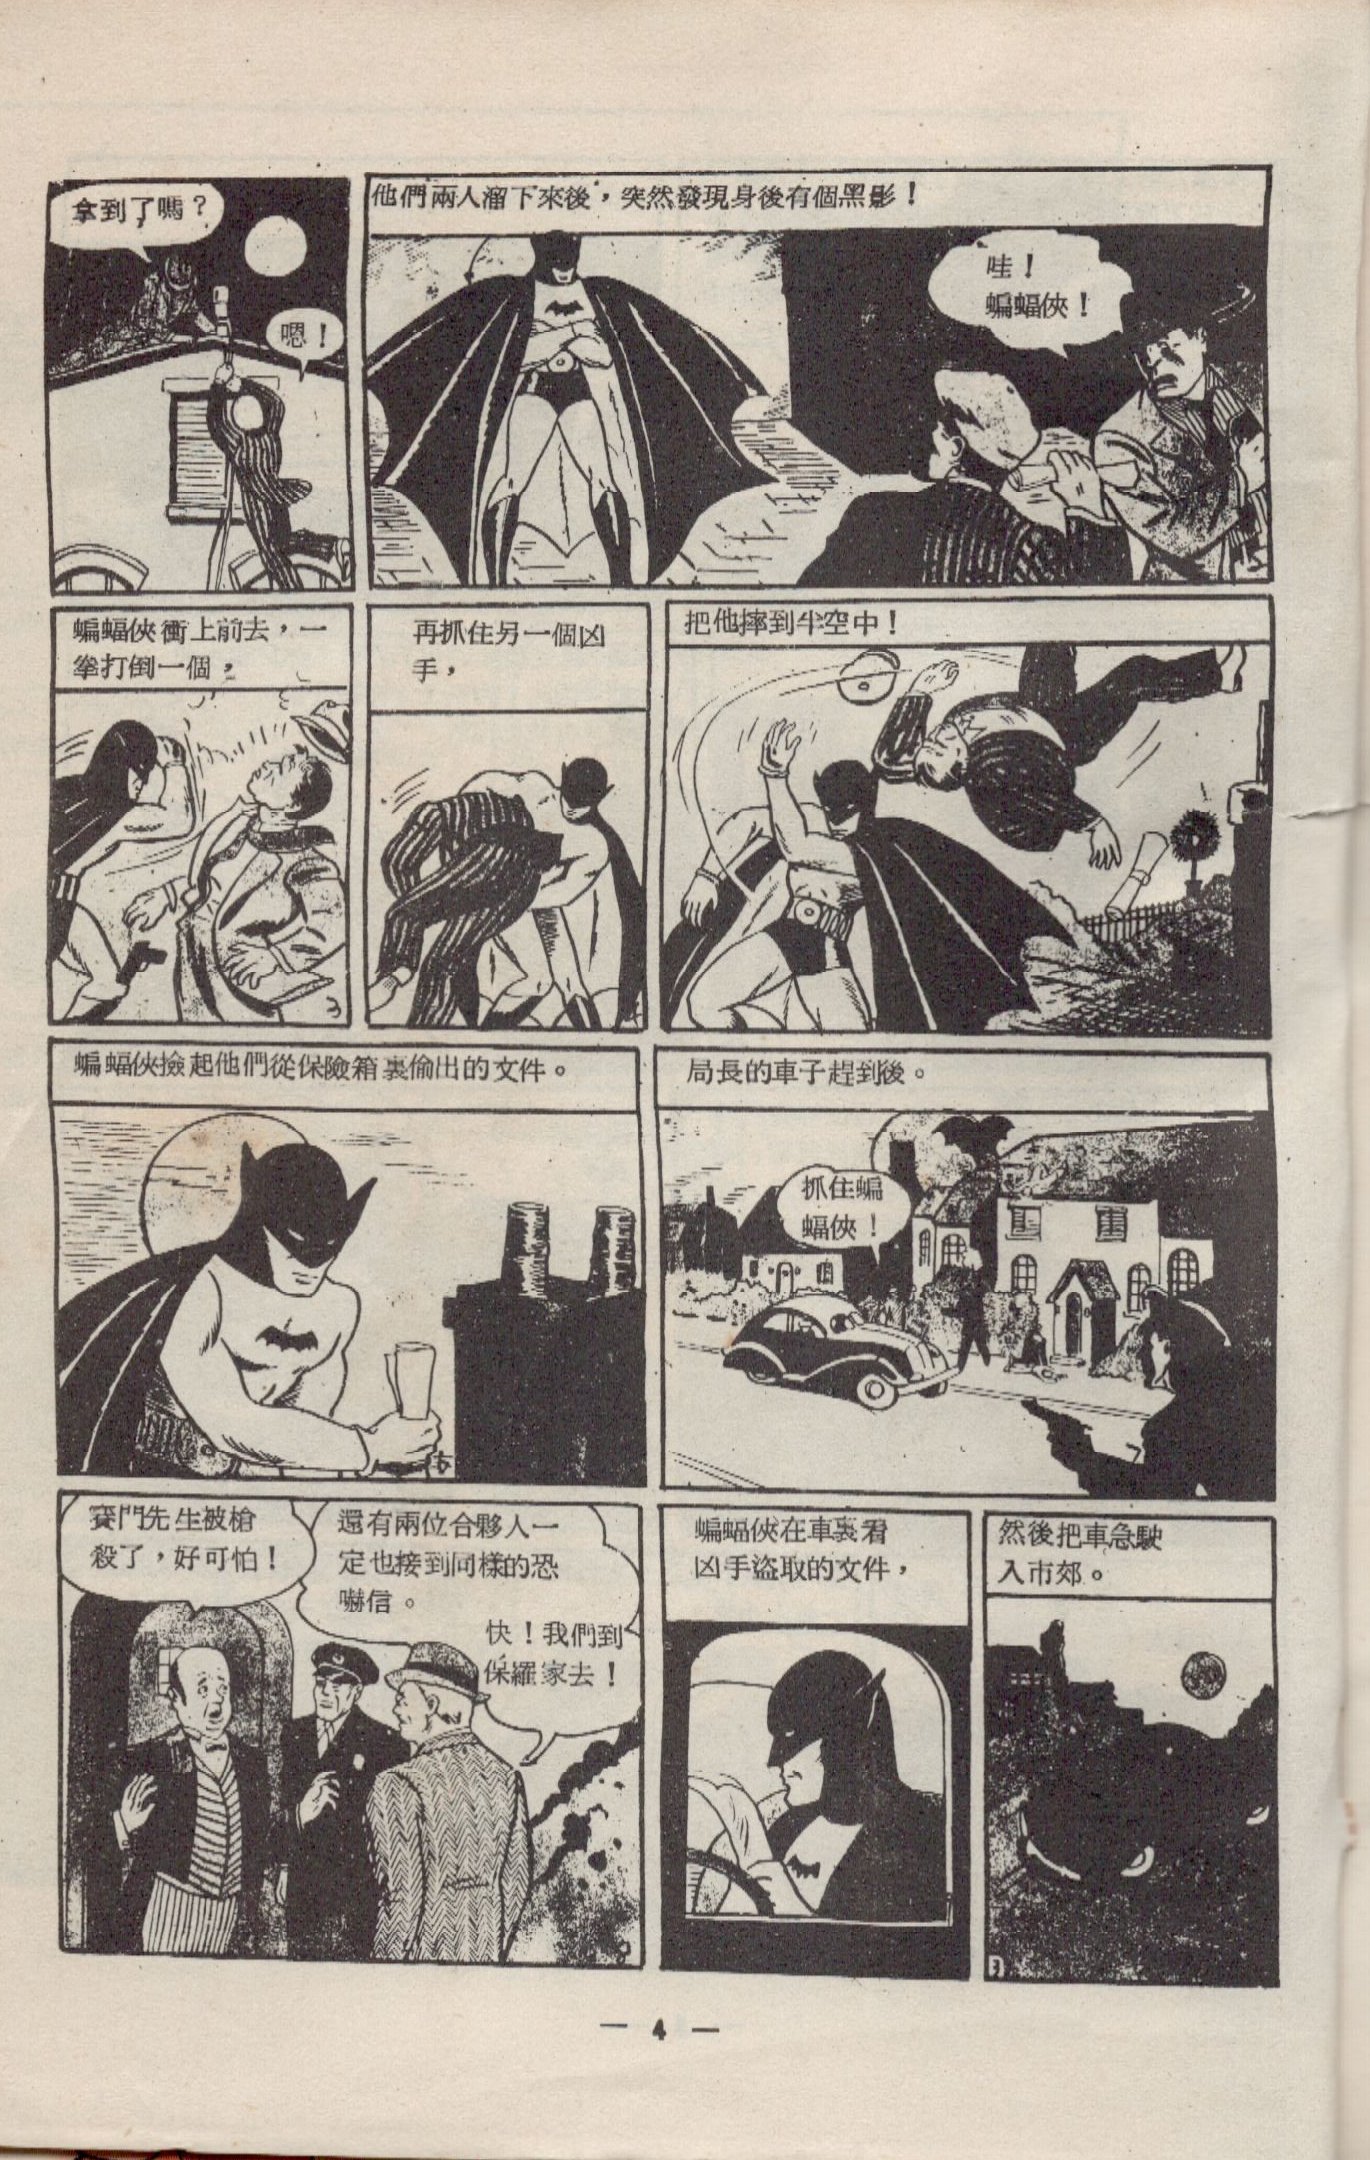 拿到了嗎？
嗯！
他們兩人溜下來後，突然發現身後有個黑影！
哇！
蝙蝠俠！
蝙蝠俠衝上前去，一
拳打倒一個，
再抓住另一個凶
手，
把他摔到半空中！
蝙蝠俠撿起他們從保險箱裏偷出的文件。
局長的車子趕到後。
抓住蝙
蝠俠！
賽門先生被槍
殺了，好可怕！
還有兩位合夥人一
定也接到同樣的恐
嚇信。
快！我們到
保羅家去！
蝙蝠俠在車裏看
凶手盜取的文件，
然後把車急駛
入市郊。
— 4 —